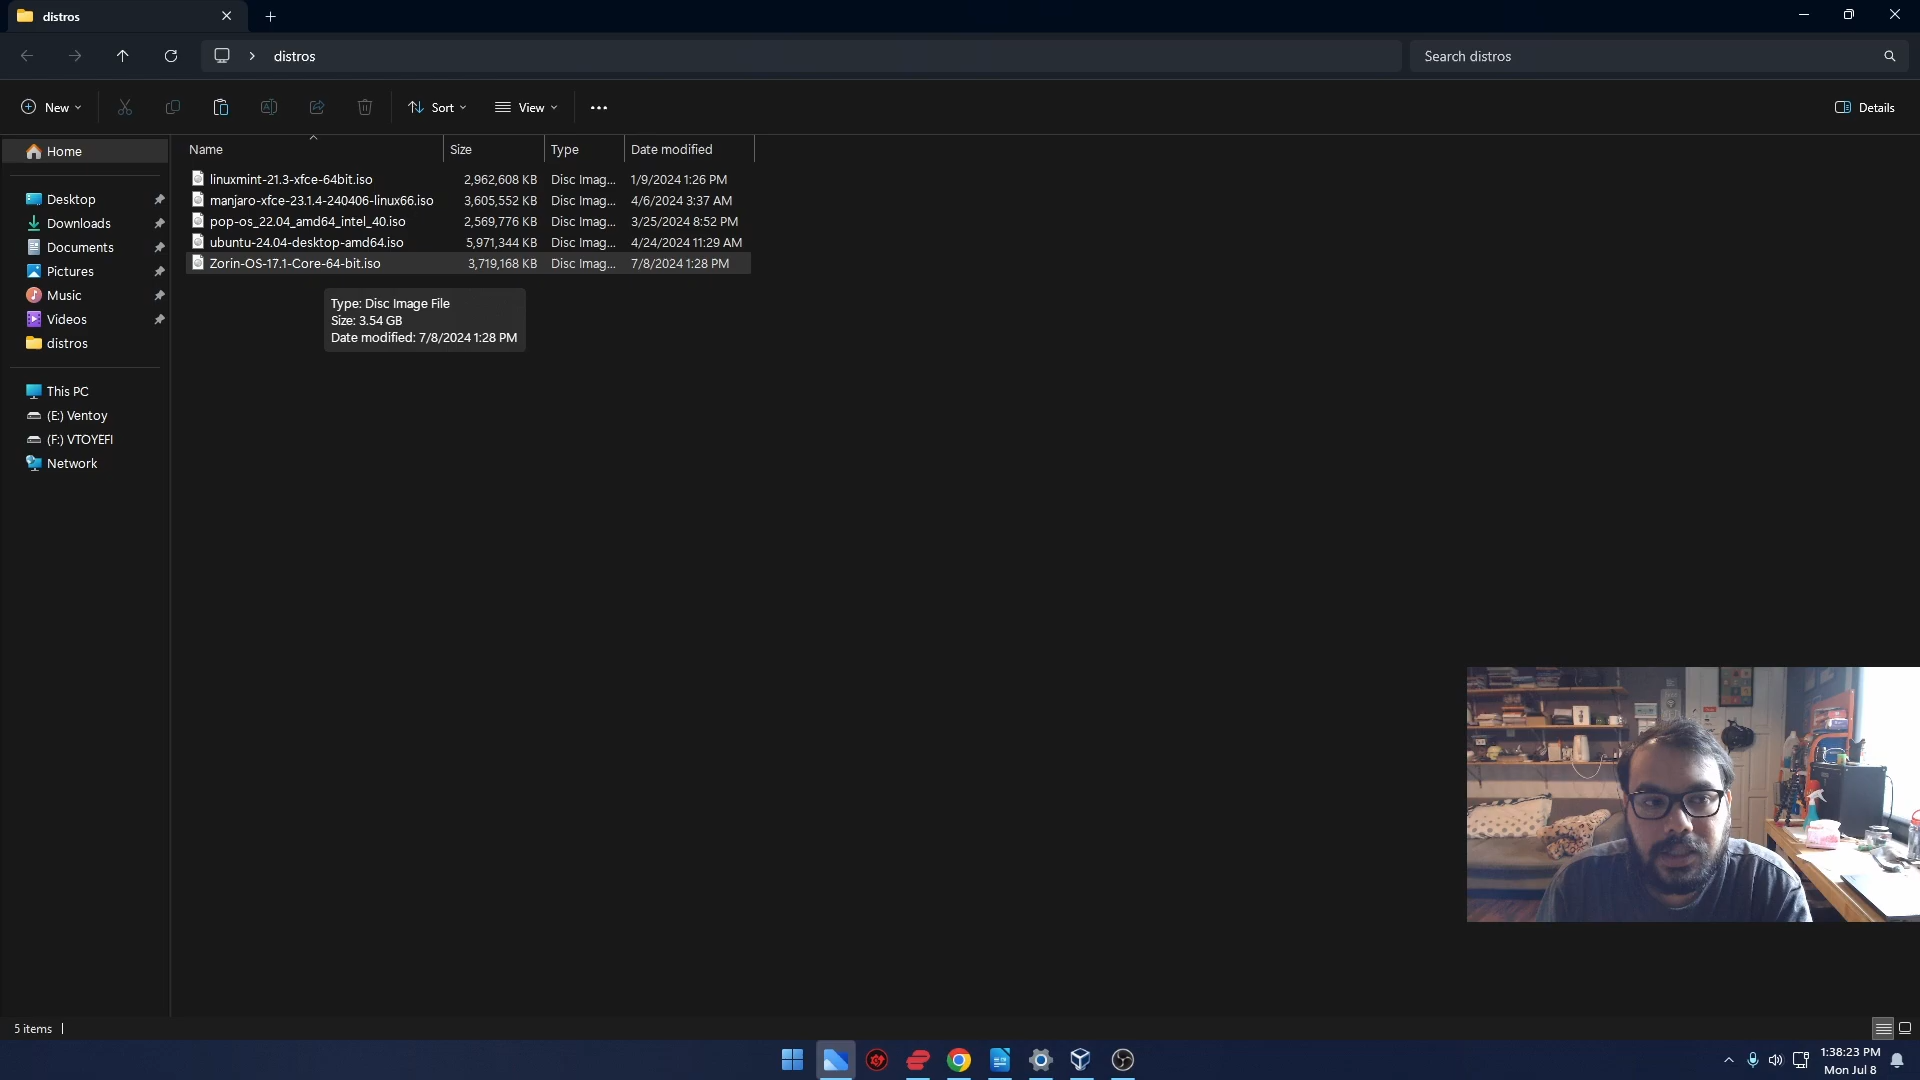 distros
distros
Search distros
New
Sort
View
Details
Home
Name
Size
Type
Date modified
linuxmint-21.3-xfce-64bit.iso 2,962,608 KB Disc Imag... 1/9/2024 1:26 PM
manjaro-xfce-23.1.4-240406-linux66.iso 3,605,552 KB Disc Imag... 4/6/2024 3:37 AM
pop-os_22.04_amd64_intel_40.iso 2,569,776 KB Disc Imag... 3/25/2024 8:52 PM
ubuntu-24.04-desktop-amd64.iso 5,971,344 KB Disc Imag... 4/24/2024 11:29 AM
Zorin-OS-17.1-Core-64-bit.iso 3,719,168 KB Disc Imag... 7/8/2024 1:28 PM
Type: Disc Image File
Size: 3.54 GB
Date modified: 7/8/2024 1:28 PM
Desktop
Downloads
Documents
Pictures
Music
Videos
distros
This PC
(E:) Ventoy
(F:) VTOYEFI
Network
5 items
1:38:23 PM
Mon Jul 8